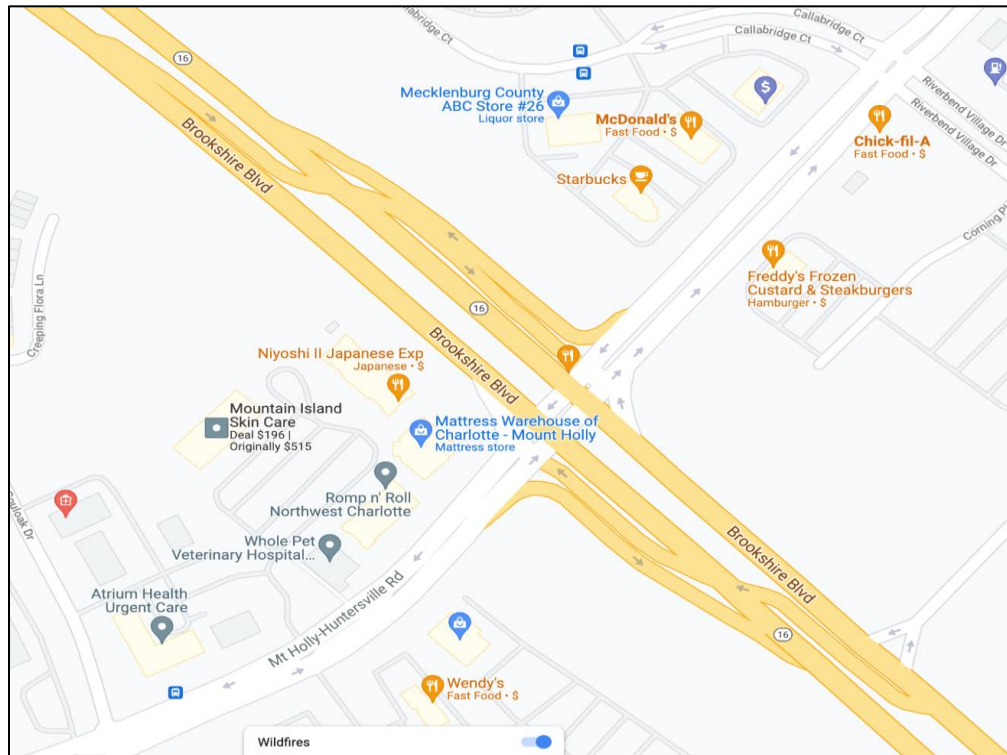 Callabridge Ct
Callabridge Ct
Callabridge Ct
16
Mecklenburg County
ABC Store #26
Liquor store
McDonald's
Fast Food • $
$
Riverbend Village Dr
Riverbend Village Dr
Chick-fil-A
Fast Food • $
Brookshire Blvd
Starbucks
Freddy's Frozen
Custard & Steakburgers
Hamburger • $
Creeping Flora Ln
16
Brookshire Blvd
Niyoshi II Japanese Exp
Japanese • $
Mountain Island
Skin Care
Deal $196 |
Originally $515
Mattress Warehouse of
Charlotte - Mount Holly
Mattress store
Romp n' Roll
Northwest Charlotte
Whole Pet
Veterinary Hospital...
Brookshire Blvd
Atrium Health
Urgent Care
Mt Holly-Huntersville Rd
16
Wendy's
Fast Food • $
Wildfires